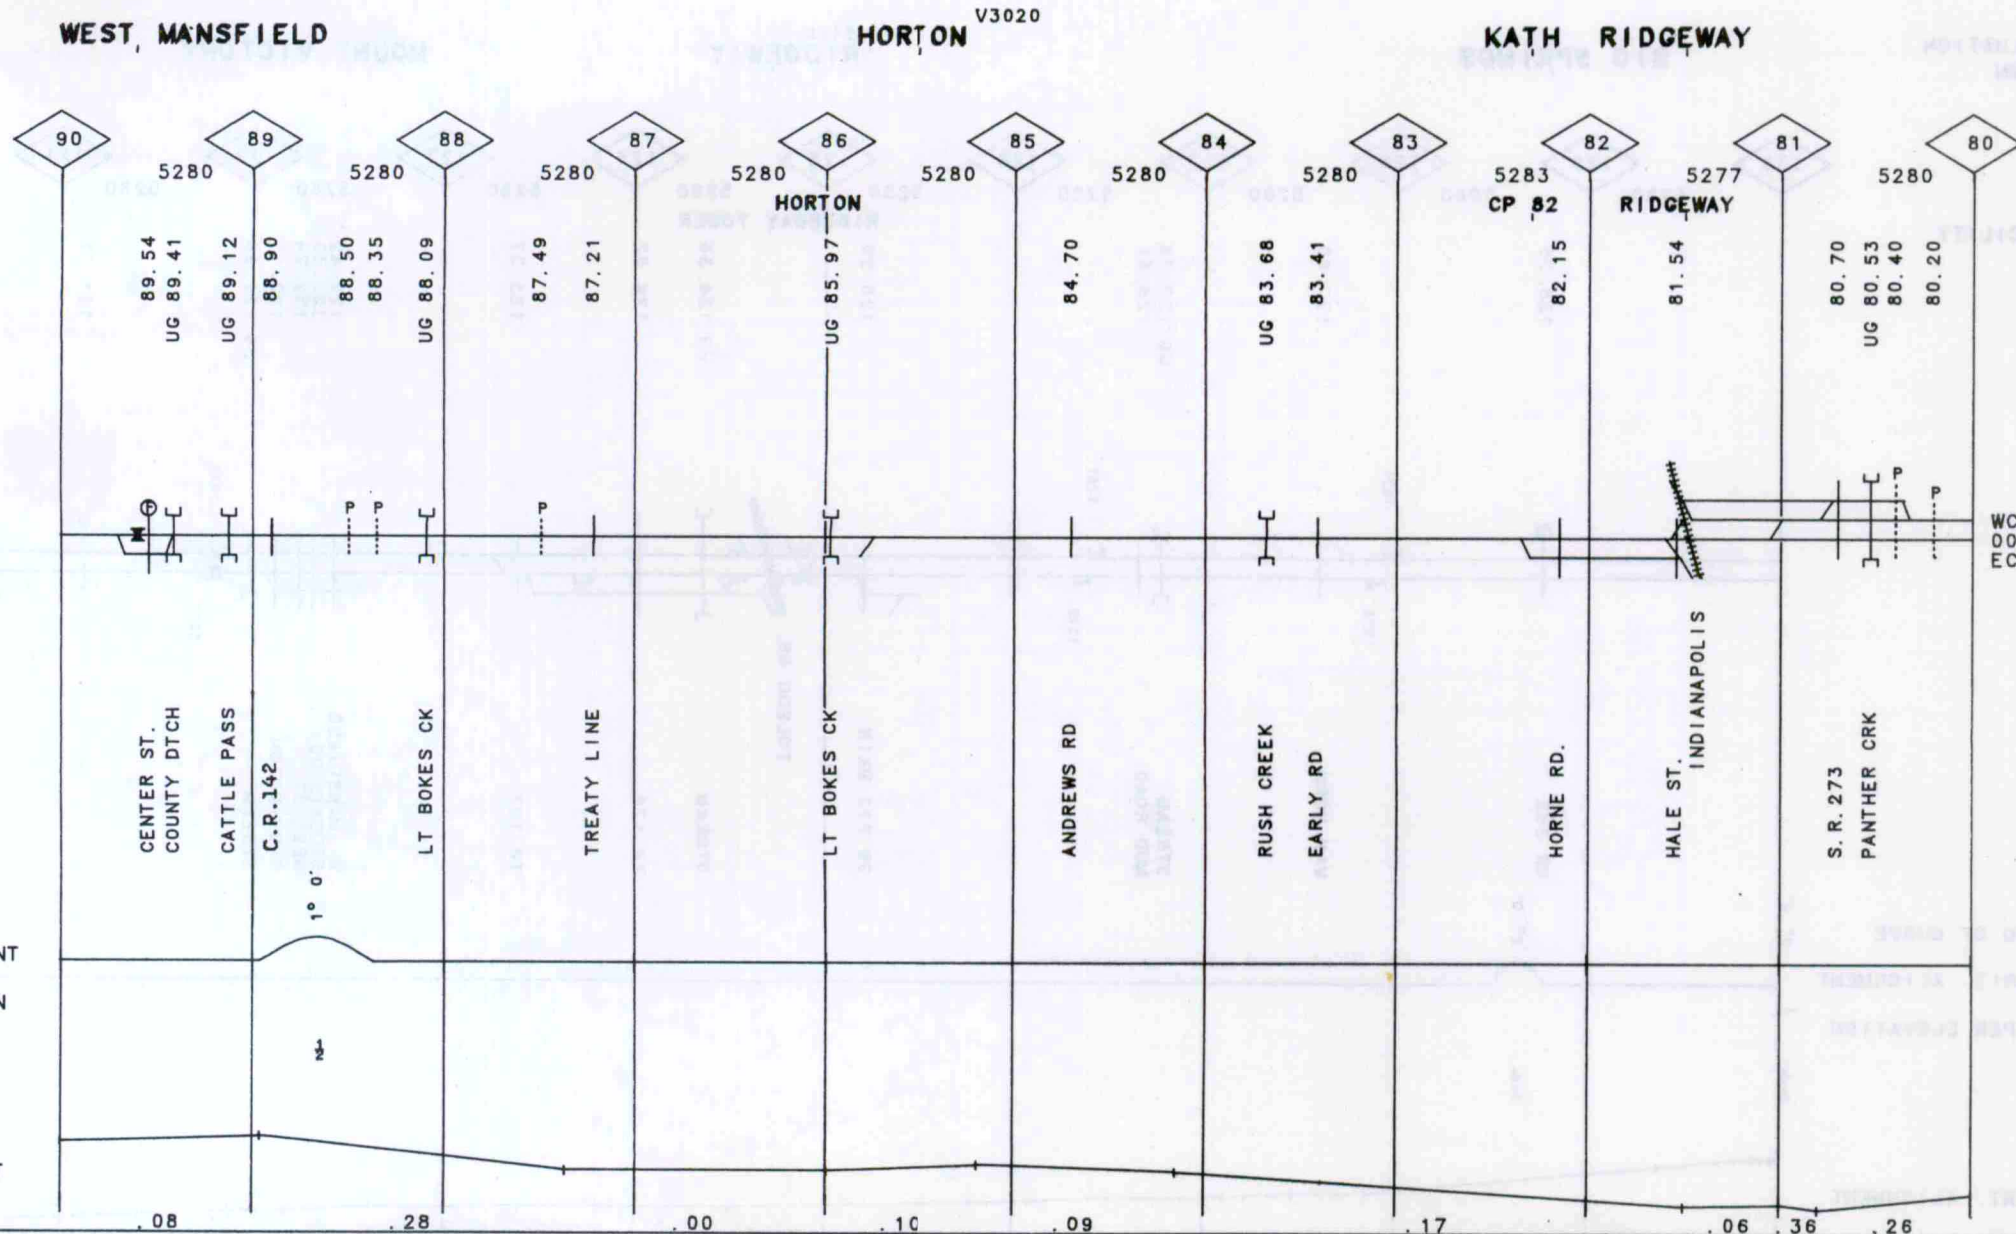 V3020
WEST MANSFIELD HORTON KATH RIDGEWAY
90 89 88 87 86 85 84 83 82 81 80
5280 5280 5280 5280 5280 5280 5280 5283 5277 5280
HORTON CP 82 RIDGEWAY
89.54
UG 89.41
UG 89.12
88.90
88.50
88.35
UG 88.09
87.49
87.21
UG 85.97
84.70
UG 83.68
83.41
82.15
81.54
80.70
UG 80.53
80.40
80.20
F
P P P P P
WC
EC
CENTER ST.
COUNTY DTCH
CATTLE PASS
C.R.142
LT BOKES CK
TREATY LINE
LT BOKES CK
ANDREWS RD
RUSH CREEK
EARLY RD
HORNE RD.
HALE ST.
INDIANAPOLIS
S.R.273
PANTHER CRK
1° 0'
NT
N
1/2
T
.08 .28 .00 .10 .09 .17 .06 .36 .26